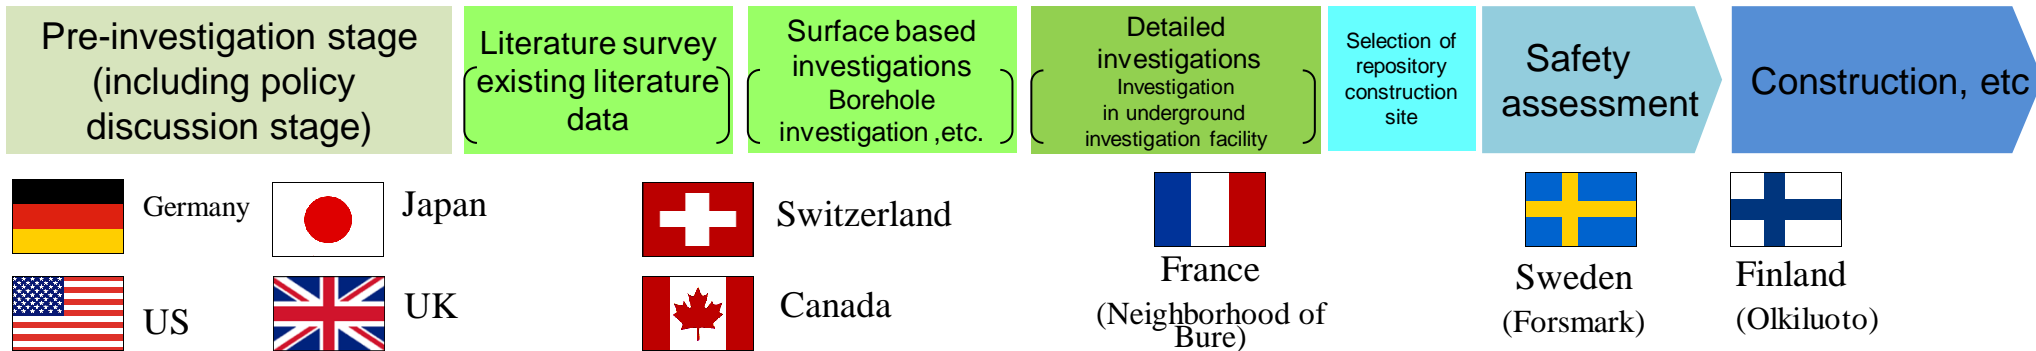 Pre-investigation stage
(including policy
discussion stage)
Literature survey
existing literature
data
Surface based
investigations
Borehole
investigation ,etc.
Detailed
investigations
Investigation
in underground
investigation facility
Selection of
repository
construction
site
Safety
assessment
Construction, etc
Germany
Japan
Switzerland
US
UK
Canada
France
(Neighborhood of
Bure)
Sweden
(Forsmark)
Finland
(Olkiluoto)